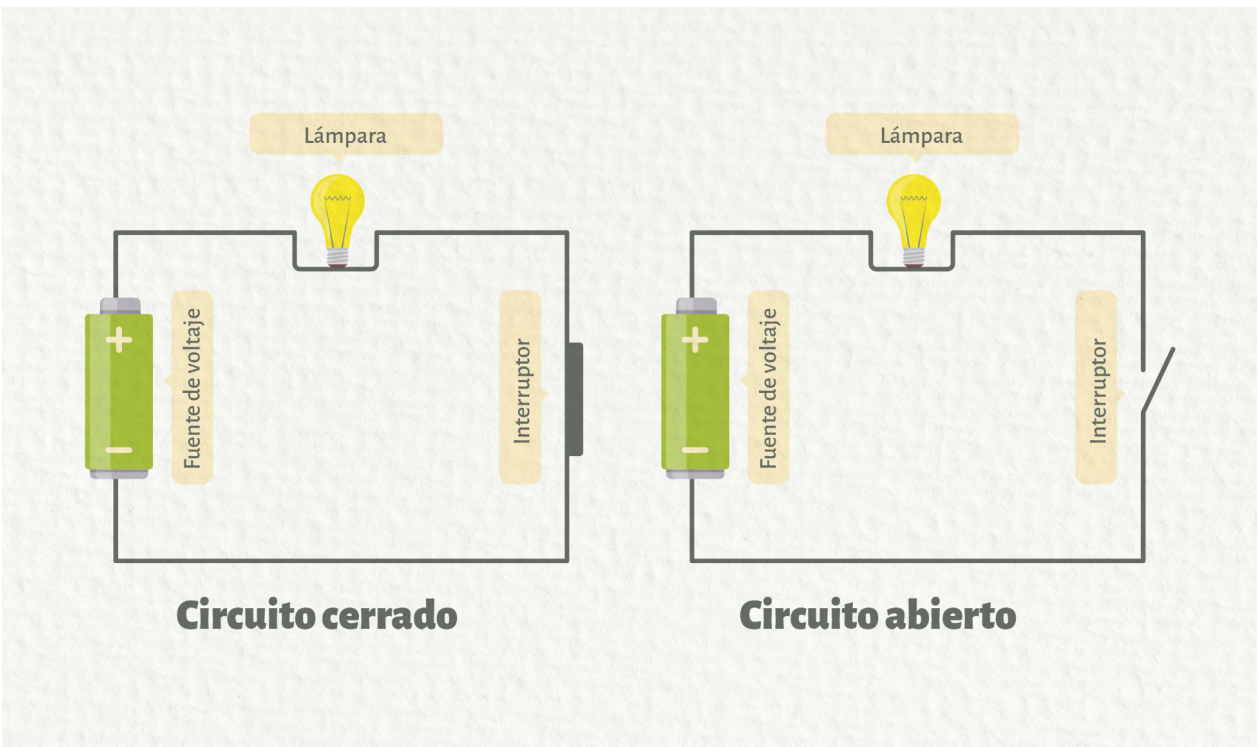 Lámpara
Fuente de voltaje
Interruptor
Circuito cerrado
Lámpara
Fuente de voltaje
Interruptor
Circuito abierto